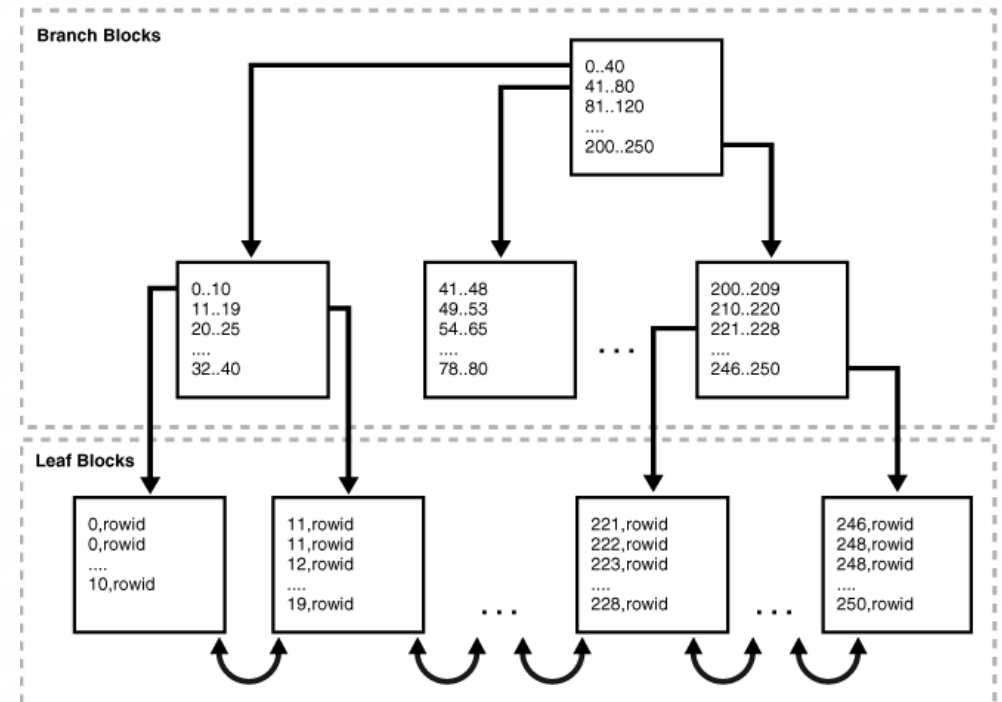 Branch Blocks
0..40
41..80
81..120
....
200..250
0..10
11..19
20..25
....
32..40
41..48
49..53
54..65
....
78..80
...
200..209
210..220
221..228
....
246..250
Leaf Blocks
0,rowid
0,rowid
....
10,rowid
11,rowid
11,rowid
12,rowid
....
19,rowid
...
221,rowid
222,rowid
223,rowid
....
228,rowid
...
246,rowid
248,rowid
248,rowid
....
250,rowid